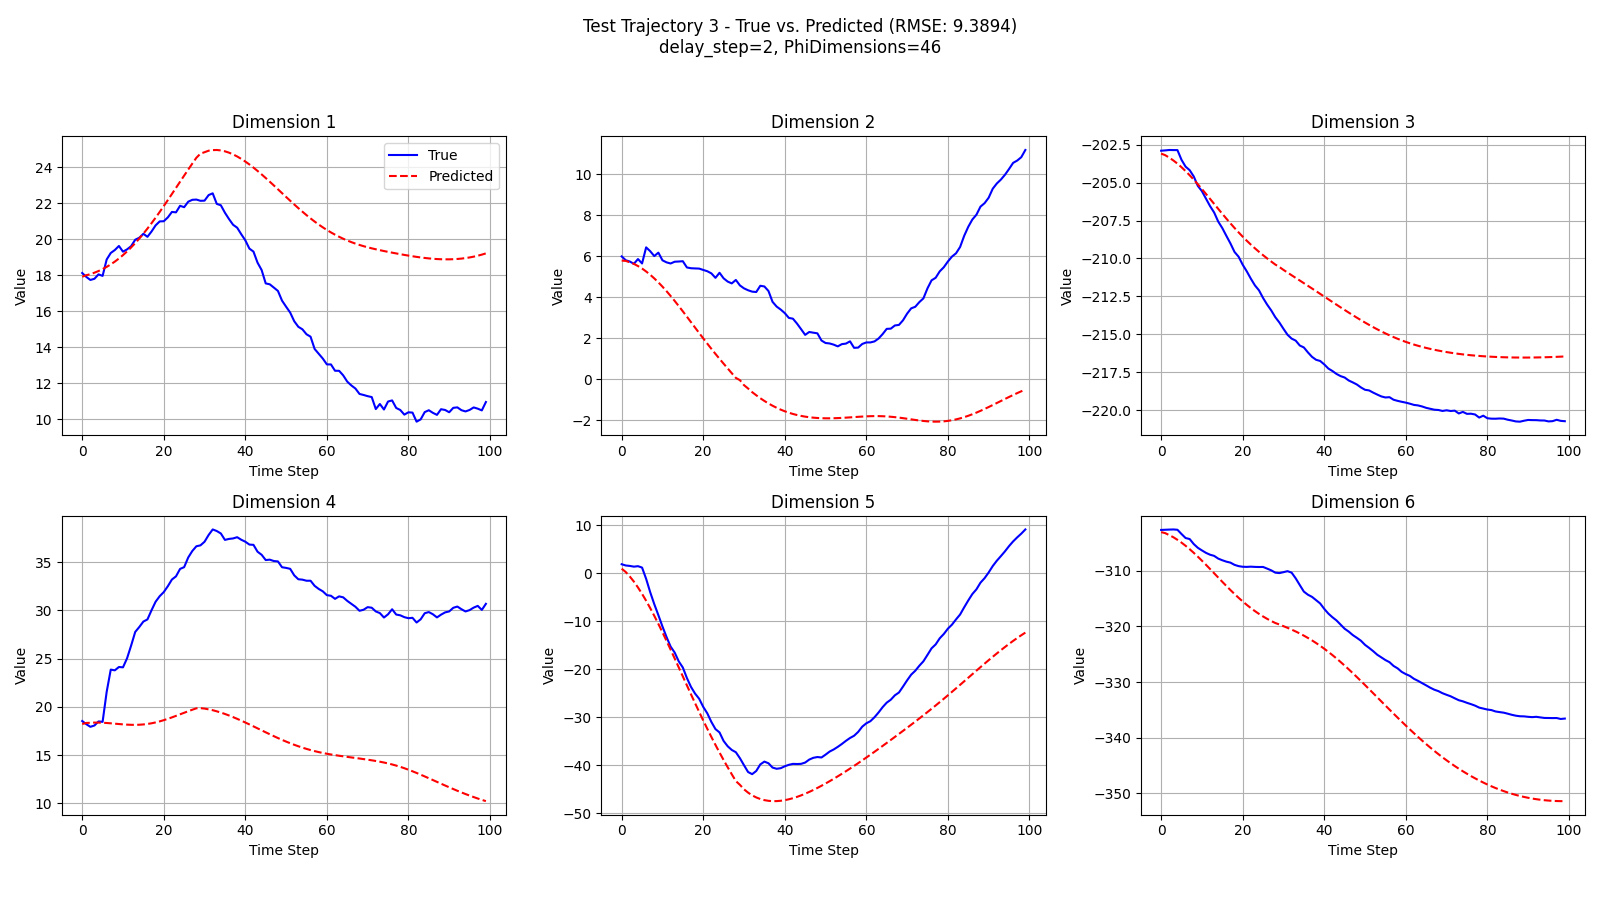 Test Trajectory 3 - True vs. Predicted (RMSE: 9.3894)
delay_step=2, PhiDimensions=46
Dimension 1
24
22
20
18
16
14
12
10
Value
0 20 40 60 80 100
Time Step
True
Predicted
Dimension 2
10
8
6
4
2
0
−2
Value
0 20 40 60 80 100
Time Step
Dimension 3
−202.5
−205.0
−207.5
−210.0
−212.5
−215.0
−217.5
−220.0
Value
0 20 40 60 80 100
Time Step
Dimension 4
35
30
25
20
15
10
Value
0 20 40 60 80 100
Time Step
Dimension 5
10
0
−10
−20
−30
−40
−50
Value
0 20 40 60 80 100
Time Step
Dimension 6
−310
−320
−330
−340
−350
Value
0 20 40 60 80 100
Time Step